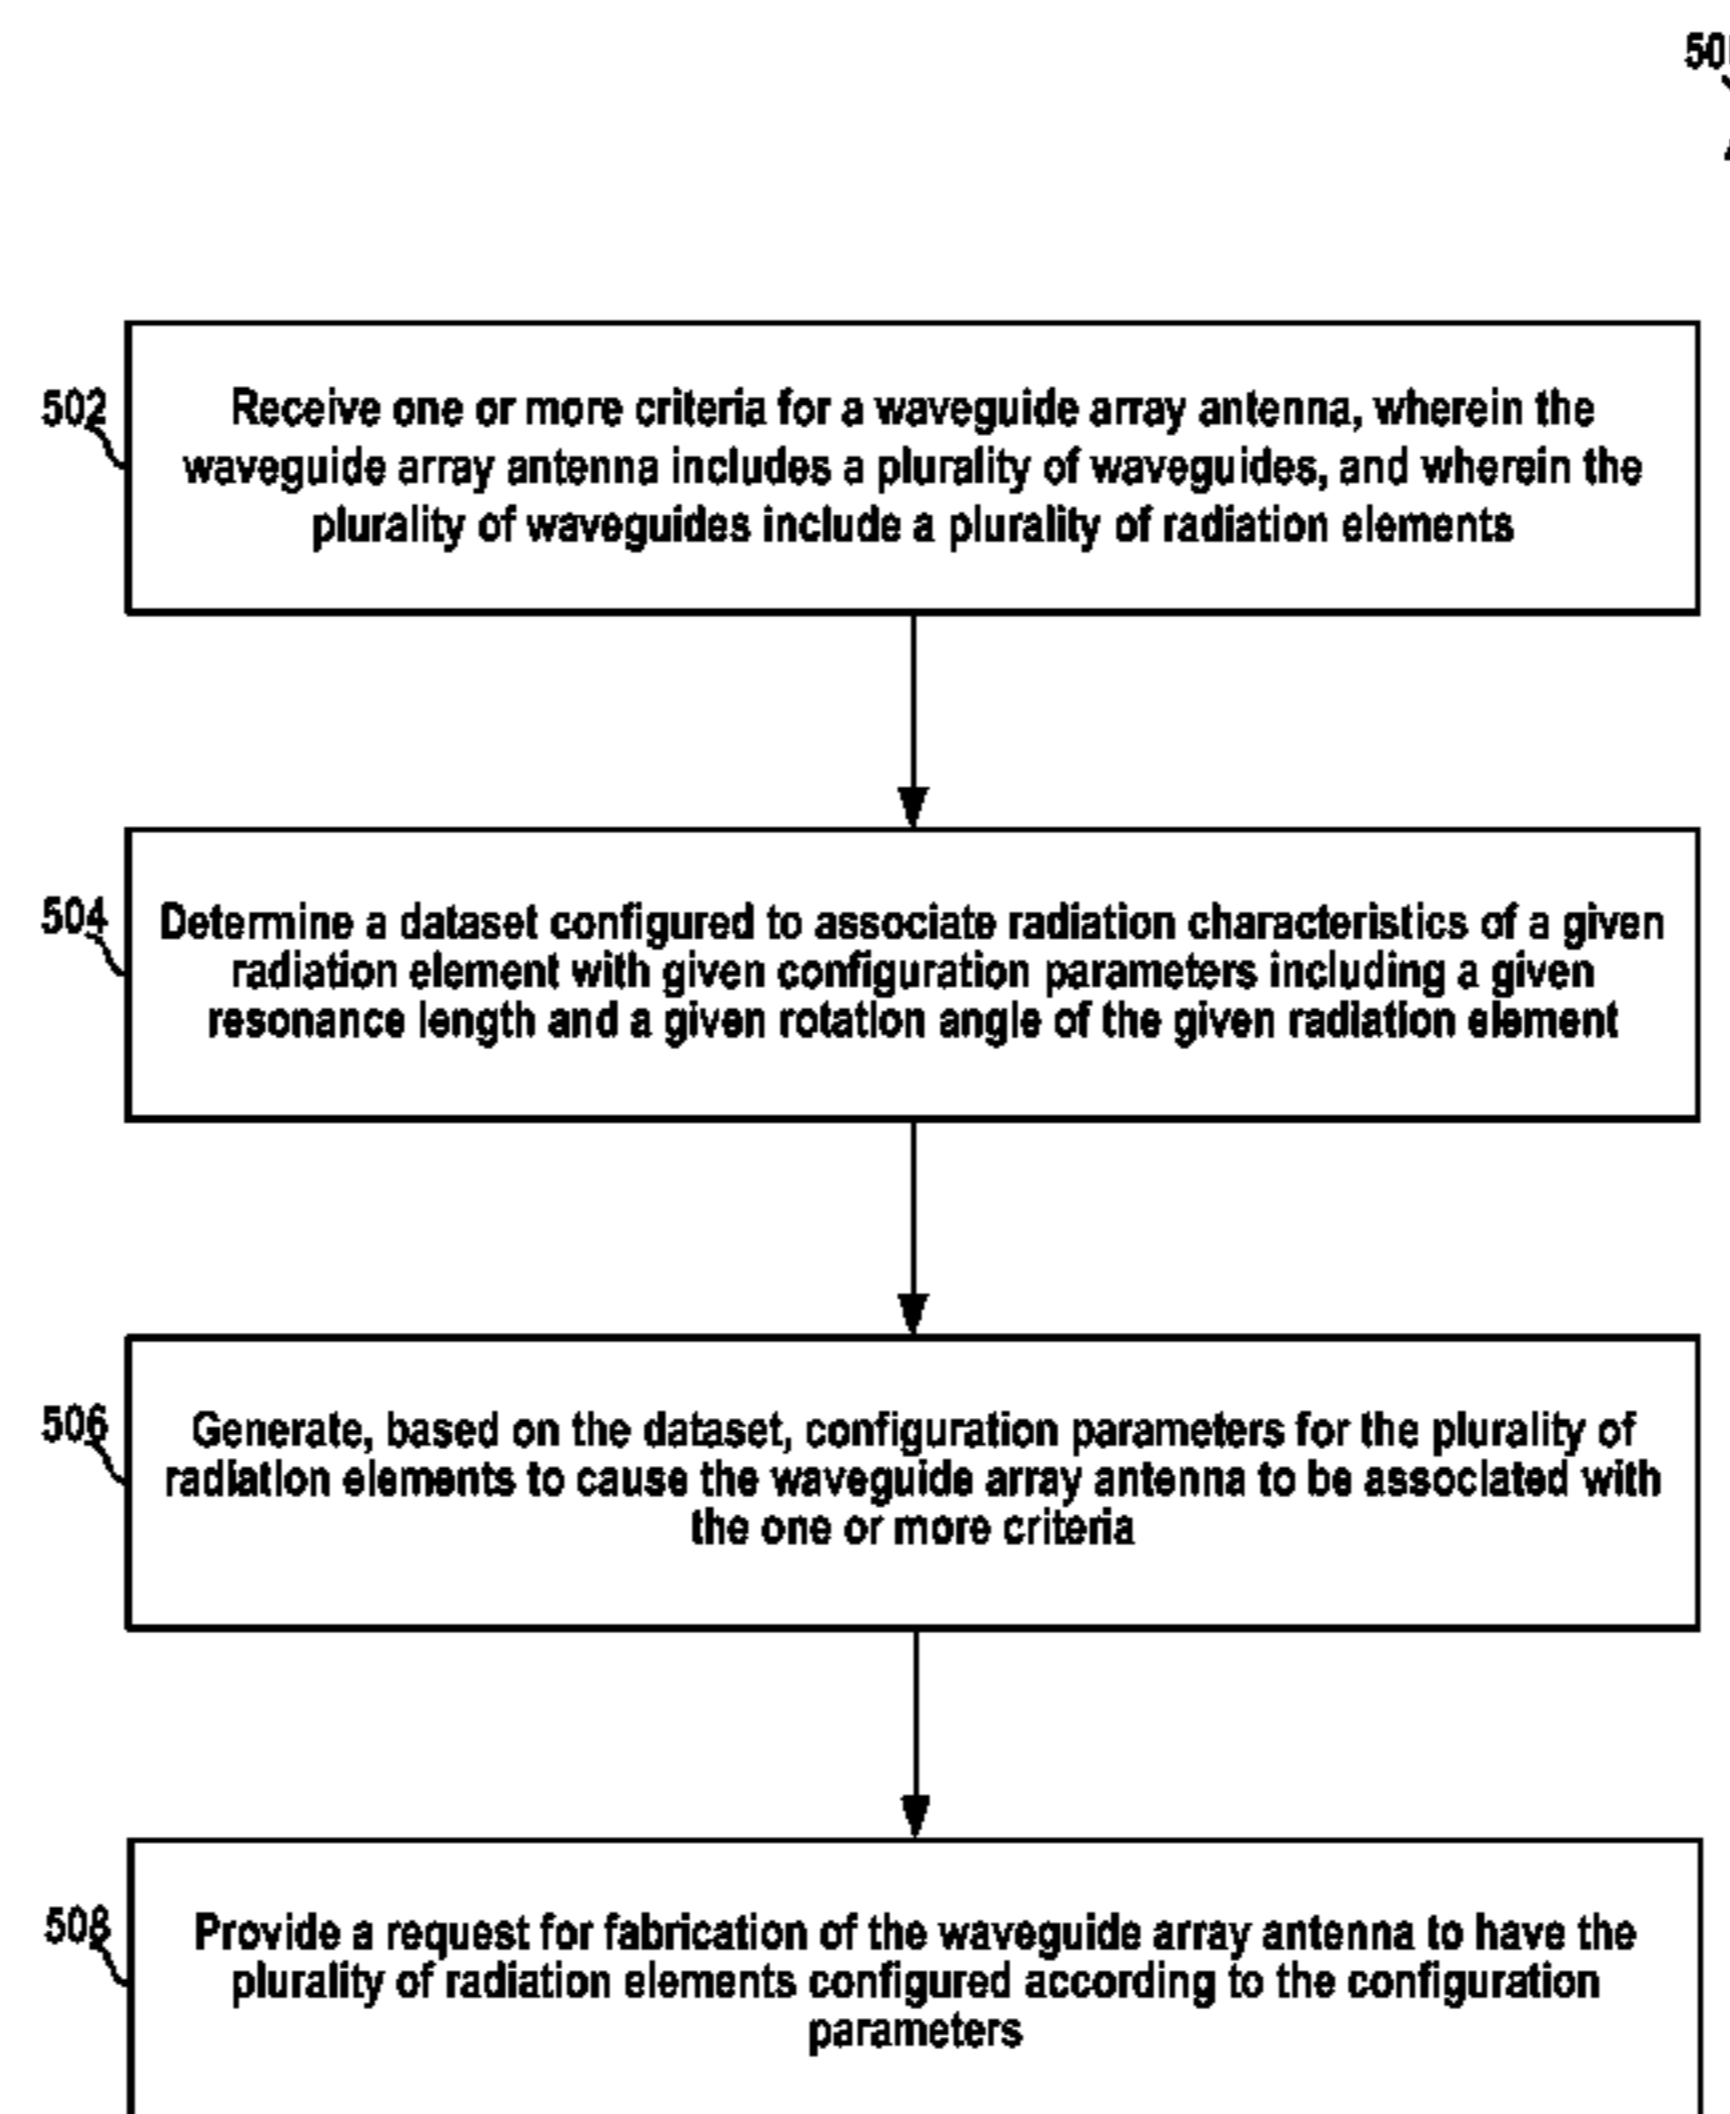 502
Receive one or more criteria for a waveguide array antenna, wherein the
waveguide array antenna includes a plurality of waveguides, and wherein the
plurality of waveguides include a plurality of radiation elements
504
Determine a dataset configured to associate radiation characteristics of a given
radiation element with given configuration parameters including a given
resonance length and a given rotation angle of the given radiation element
506
Generate, based on the dataset, configuration parameters for the plurality of
radiation elements to cause the waveguide array antenna to be associated with
the one or more criteria
508
Provide a request for fabrication of the waveguide array antenna to have the
plurality of radiation elements configured according to the configuration
parameters